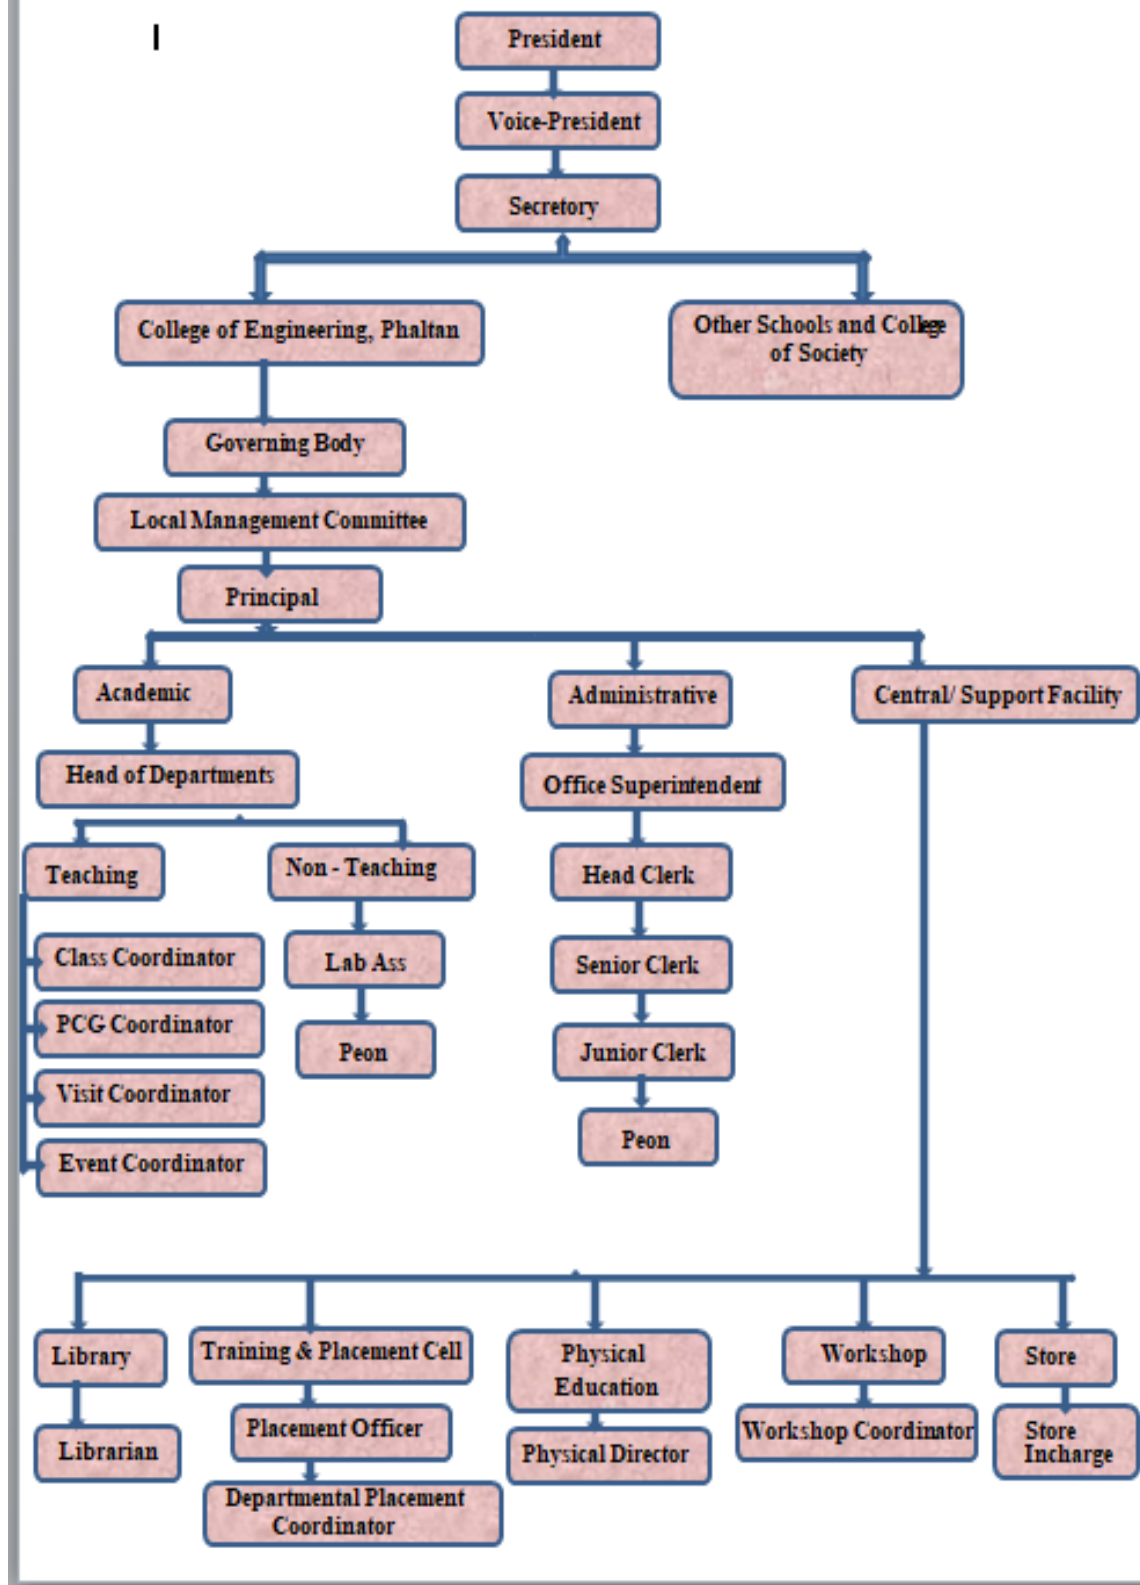 I
President
Voice-President
Secretory
College of Engineering, Phaltan
Other Schools and College
of Society
Governing Body
Local Management Committee
Principal
Academic
Administrative
Central/ Support Facility
Head of Departments
Office Superintendent
Teaching
Non - Teaching
Head Clerk
Class Coordinator
Lab Ass
Senior Clerk
PCG Coordinator
Peon
Junior Clerk
Visit Coordinator
Peon
Event Coordinator
Library
Training & Placement Cell
Physical
Education
Workshop
Store
Librarian
Placement Officer
Physical Director
Workshop Coordinator
Store
Incharge
Departmental Placement
Coordinator